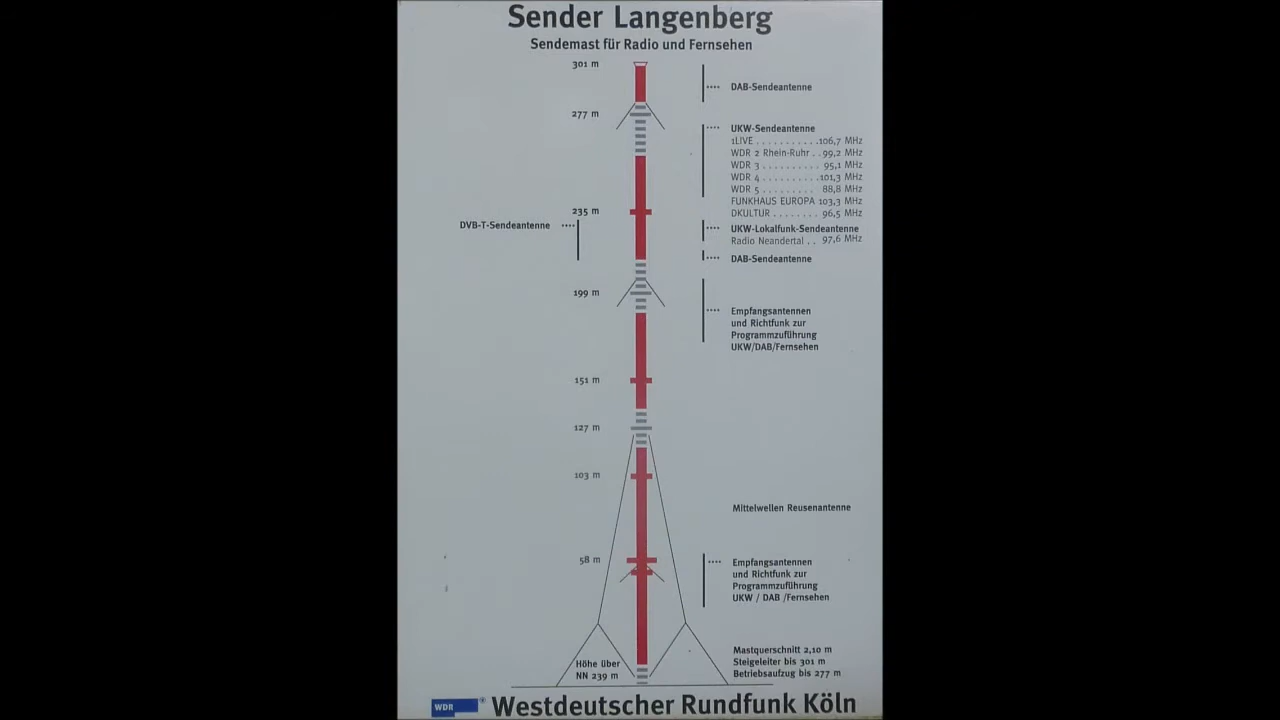 Sender Langenberg
Sendemast für Radio und Fernsehen
301 m
DAB-Sendeantenne
277 m
UKW-Sendeantenne
1LIVE . . . . . . . . . . .106,7 MHz
WDR 2 Rhein-Ruhr . . 99,2 MHz
WDR 3 . . . . . . . . . 95,1 MHz
WDR 4 . . . . . . . . .101,3 MHz
WDR 5 . . . . . . . . . 88,8 MHz
FUNKHAUS EUROPA 103,3 MHz
DKULTUR . . . . . . . . 96,5 MHz
235 m
DVB-T-Sendeantenne
UKW-Lokalfunk-Sendeantenne
Radio Neandertal . . 97,6 MHz
DAB-Sendeantenne
199 m
Empfangsantennen
und Richtfunk zur
Programmzuführung
UKW/DAB/Fernsehen
151 m
127 m
103 m
Mittelwellen Reusenantenne
58 m
Empfangsantennen
und Richtfunk zur
Programmzuführung
UKW / DAB /Fernsehen
Höhe über
NN 239 m
Mastquerschnitt 2,10 m
Steigeleiter bis 301 m
Betriebsaufzug bis 277 m
WDR Westdeutscher Rundfunk Köln